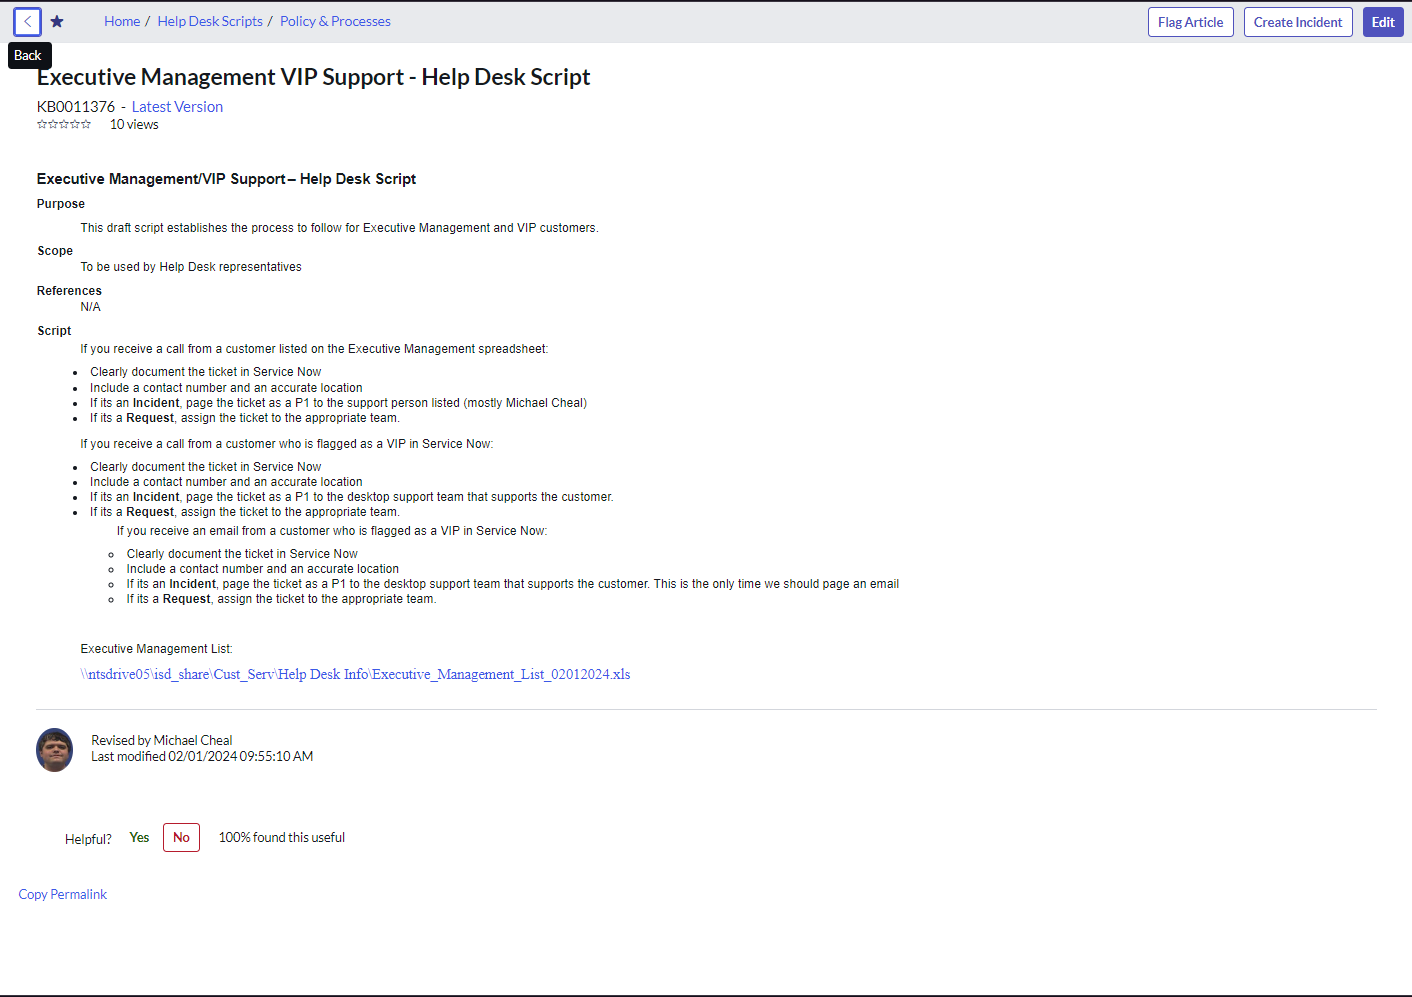 Home / Help Desk Scripts / Policy & Processes
Flag Article
Create Incident
Edit
Back
Executive Management VIP Support - Help Desk Script
KB0011376 - Latest Version
10 views
Executive Management/VIP Support – Help Desk Script
Purpose
This draft script establishes the process to follow for Executive Management and VIP customers.
Scope
To be used by Help Desk representatives
References
N/A
Script
If you receive a call from a customer listed on the Executive Management spreadsheet:
Clearly document the ticket in Service Now
Include a contact number and an accurate location
If its an Incident, page the ticket as a P1 to the support person listed (mostly Michael Cheal)
If its a Request, assign the ticket to the appropriate team.
If you receive a call from a customer who is flagged as a VIP in Service Now:
Clearly document the ticket in Service Now
Include a contact number and an accurate location
If its an Incident, page the ticket as a P1 to the desktop support team that supports the customer.
If its a Request, assign the ticket to the appropriate team.
If you receive an email from a customer who is flagged as a VIP in Service Now:
Clearly document the ticket in Service Now
Include a contact number and an accurate location
If its an Incident, page the ticket as a P1 to the desktop support team that supports the customer. This is the only time we should page an email
If its a Request, assign the ticket to the appropriate team.
Executive Management List:
\\ntsdrive05\isd_share\Cust_Serv\Help Desk Info\Executive_Management_List_02012024.xls
Revised by Michael Cheal
Last modified 02/01/2024 09:55:10 AM
Helpful? Yes No 100% found this useful
Copy Permalink